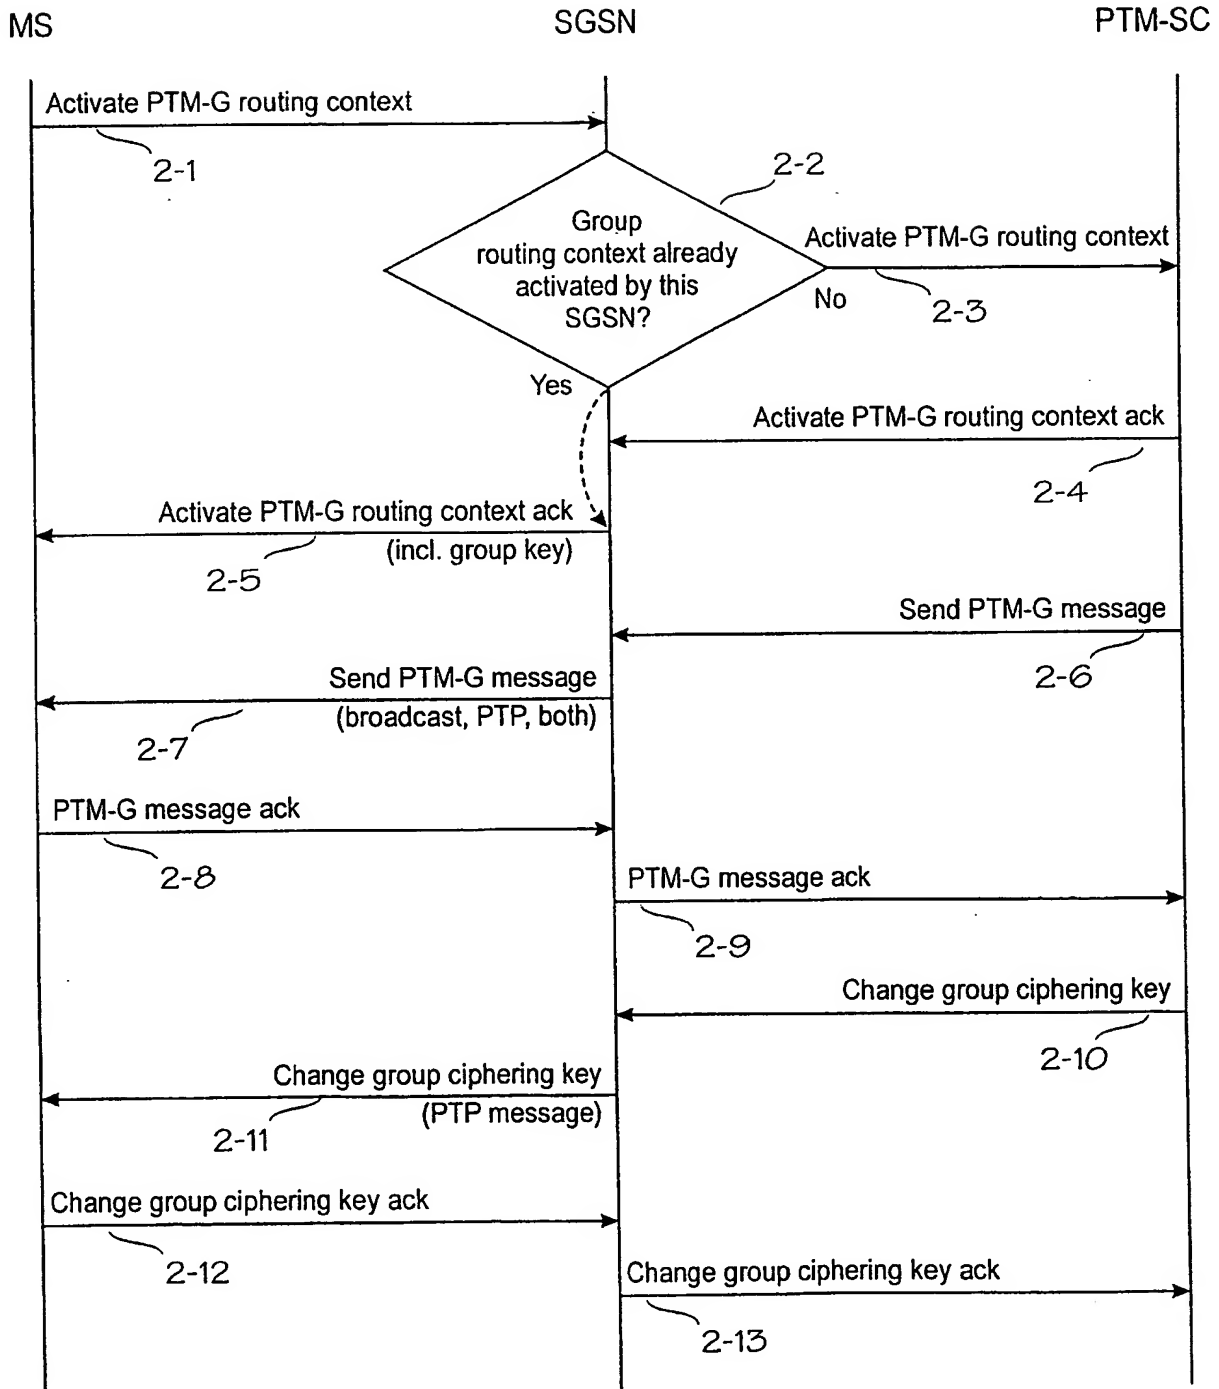 MS
SGSN
PTM-SC
Activate PTM-G routing context
2-1
2-2
Group
routing context already
activated by this
SGSN?
Activate PTM-G routing context
No
2-3
Yes
Activate PTM-G routing context ack
2-4
Activate PTM-G routing context ack
(incl. group key)
2-5
Send PTM-G message
2-6
Send PTM-G message
(broadcast, PTP, both)
2-7
PTM-G message ack
2-8
PTM-G message ack
2-9
Change group ciphering key
2-10
Change group ciphering key
(PTP message)
2-11
Change group ciphering key ack
2-12
Change group ciphering key ack
2-13